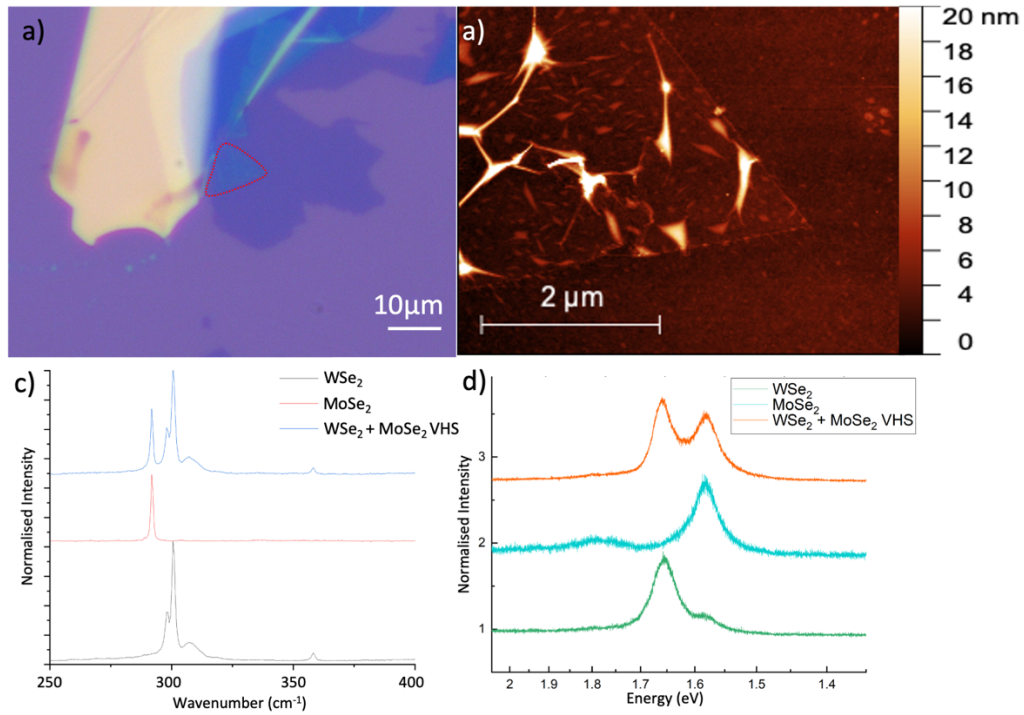 a)
10µm
a)
2 µm
20 nm
18
16
14
12
10
8
6
4
2
0
c)
WSe₂
MoSe₂
WSe₂ + MoSe₂ VHS
Normalised Intensity
250
300
350
400
Wavenumber (cm⁻¹)
d)
WSe₂
MoSe₂
WSe₂ + MoSe₂ VHS
Normalised Intensity
3
2
1
2
1.9
1.8
1.7
1.6
1.5
1.4
Energy (eV)